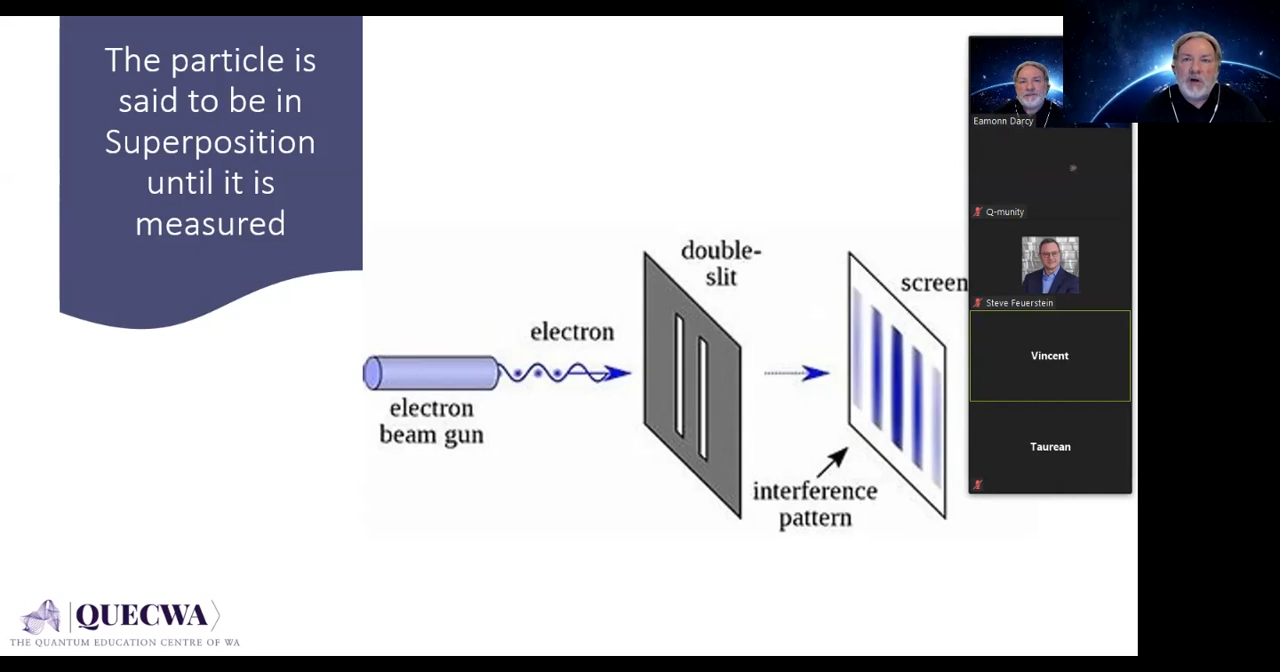 The particle is
said to be in
Superposition
until it is
measured
double-
slit
screen
electron
electron
beam gun
interference
pattern
Eamonn Darcy
Q-munity
Steve Feuerstein
Vincent
Taurean
QUECWA
THE QUANTUM EDUCATION CENTRE OF WA